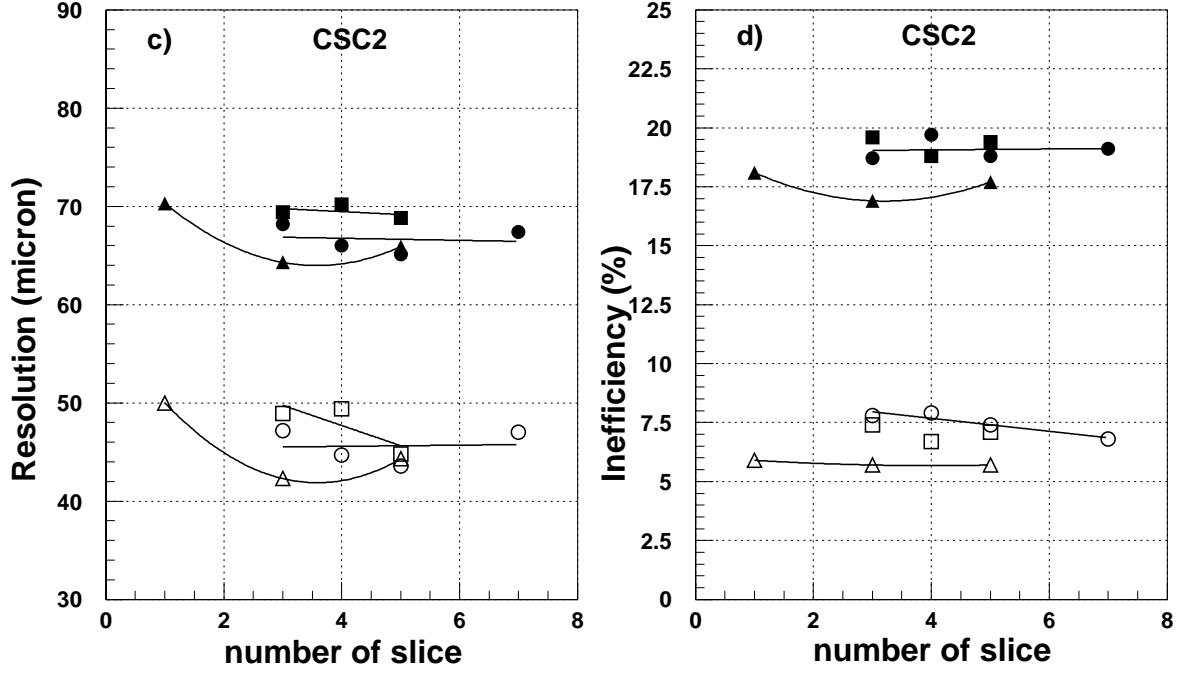 c) CSC2
Resolution (micron)
90
80
70
60
50
40
30
0 2 4 6 8
number of slice
d) CSC2
Inefficiency (%)
25
22.5
20
17.5
15
12.5
10
7.5
5
2.5
0
0 2 4 6 8
number of slice